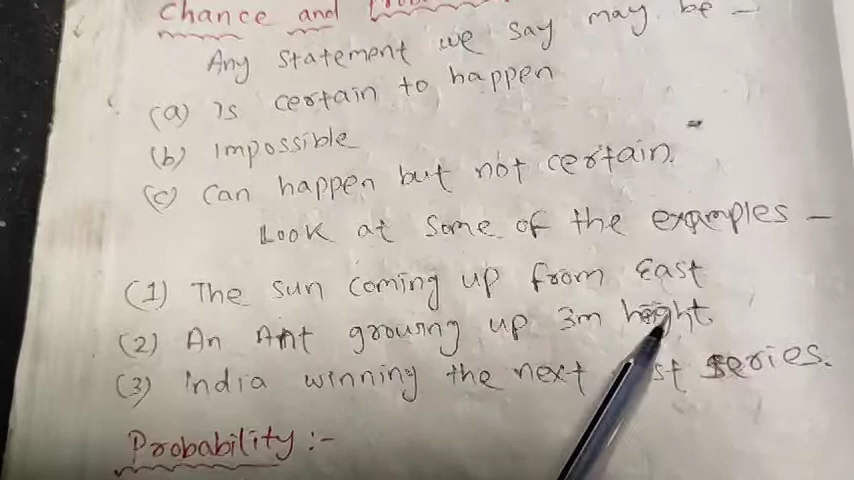 Chance and
Any statement we say may be -
(a) is certain to happen
(b) impossible
(c) can happen but not certain.
Look at some of the examples -
(1) The sun coming up from East
(2) An Ant growing up 3m height.
(3) India winning the next series.
Probability :-